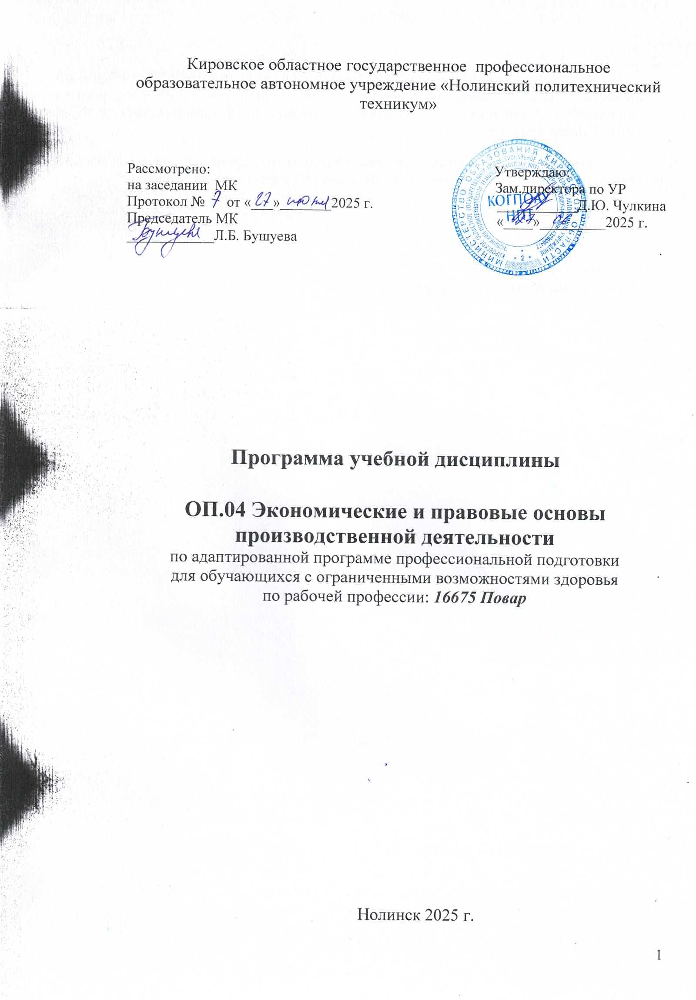 Кировское областное государственное профессиональное
образовательное автономное учреждение «Нолинский политехнический
техникум»
Рассмотрено:
на заседании МК
Протокол № 7 от «27» июня 2025 г.
Председатель МК
Бушуева Л.Б. Бушуева
Утверждаю:
Зам.директора по УР
Д.Ю. Чулкина
«27» 06 2025 г.
МИНИСТЕРСТВО ОБРАЗОВАНИЯ КИРОВСКОЙ ОБЛАСТИ
КОГПОАУ
НПТ
* 2 *
Программа учебной дисциплины
ОП.04 Экономические и правовые основы
производственной деятельности
по адаптированной программе профессиональной подготовки
для обучающихся с ограниченными возможностями здоровья
по рабочей профессии: 16675 Повар
Нолинск 2025 г.
1